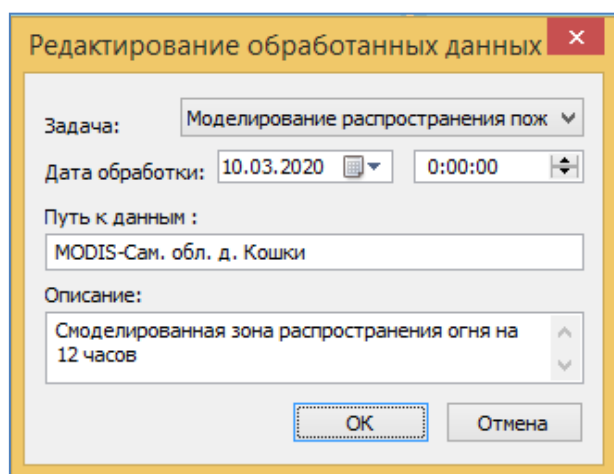 Редактирование обработанных данных
Задача: Моделирование распространения пож
Дата обработки: 10.03.2020 0:00:00
Путь к данным :
MODIS-Сам. обл. д. Кошки
Описание:
Смоделированная зона распространения огня на
12 часов
ОК Отмена